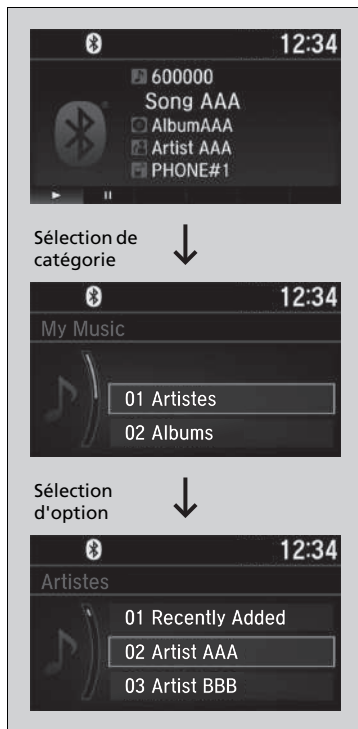 12:34
600000
Song AAA
AlbumAAA
Artist AAA
PHONE#1
Sélection de
catégorie
12:34
My Music
01 Artistes
02 Albums
Sélection
d'option
12:34
Artistes
01 Recently Added
02 Artist AAA
03 Artist BBB